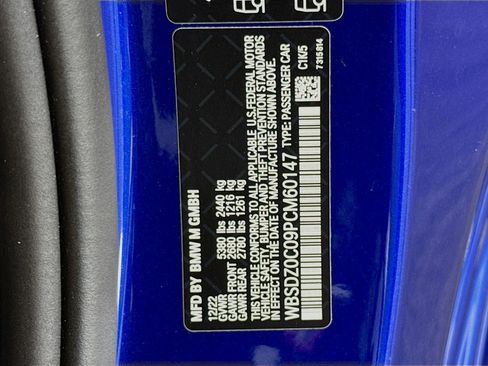 MFD BY BMW M GMBH
12/22
GVWR 5380 lbs 2440 kg
GAWR FRONT 2680 lbs 1216 kg
GAWR REAR 2780 lbs 1261 kg
THIS VEHICLE CONFORMS TO ALL APPLICABLE U.S. FEDERAL MOTOR
VEHICLE SAFETY, BUMPER, AND THEFT PREVENTION STANDARDS
IN EFFECT ON THE DATE OF MANUFACTURE SHOWN ABOVE.
WBSDZ0C09PCM60147 TYPE: PASSENGER CAR
C1K/5
7315814